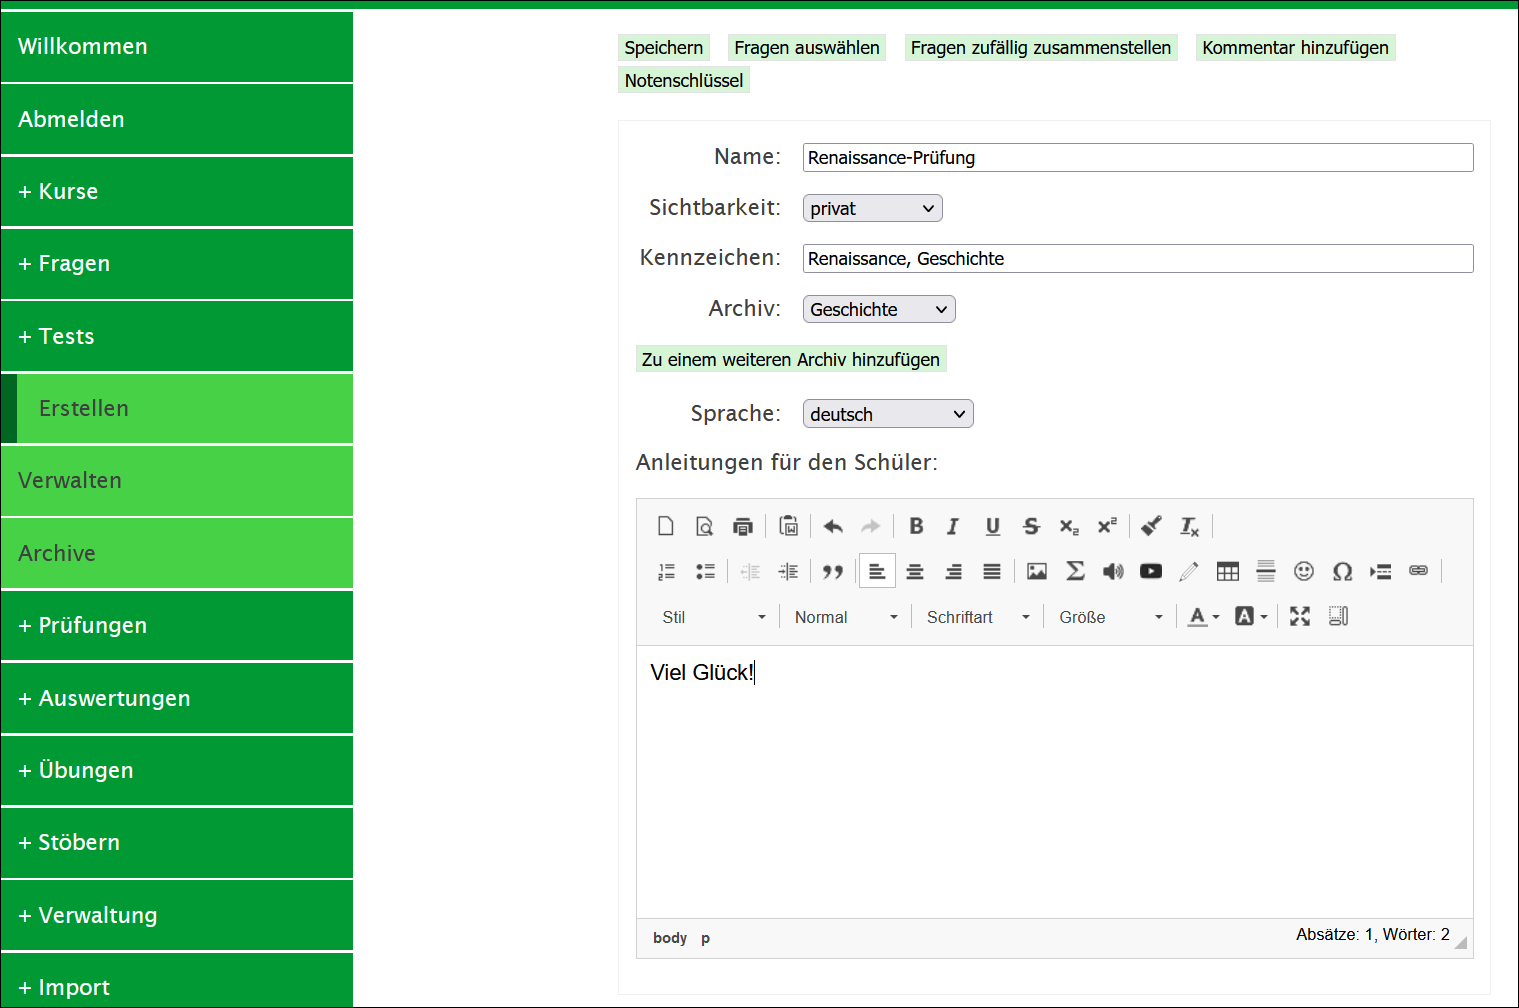 Willkommen
Abmelden
+ Kurse
+ Fragen
+ Tests
Erstellen
Verwalten
Archive
+ Prüfungen
+ Auswertungen
+ Übungen
+ Stöbern
+ Verwaltung
+ Import
Speichern Fragen auswählen Fragen zufällig zusammenstellen Kommentar hinzufügen
Notenschlüssel
Name: Renaissance-Prüfung
Sichtbarkeit: privat
Kennzeichen: Renaissance, Geschichte
Archiv: Geschichte
Zu einem weiteren Archiv hinzufügen
Sprache: deutsch
Anleitungen für den Schüler:
Stil Normal Schriftart Größe
Viel Glück!
body p Absätze: 1, Wörter: 2